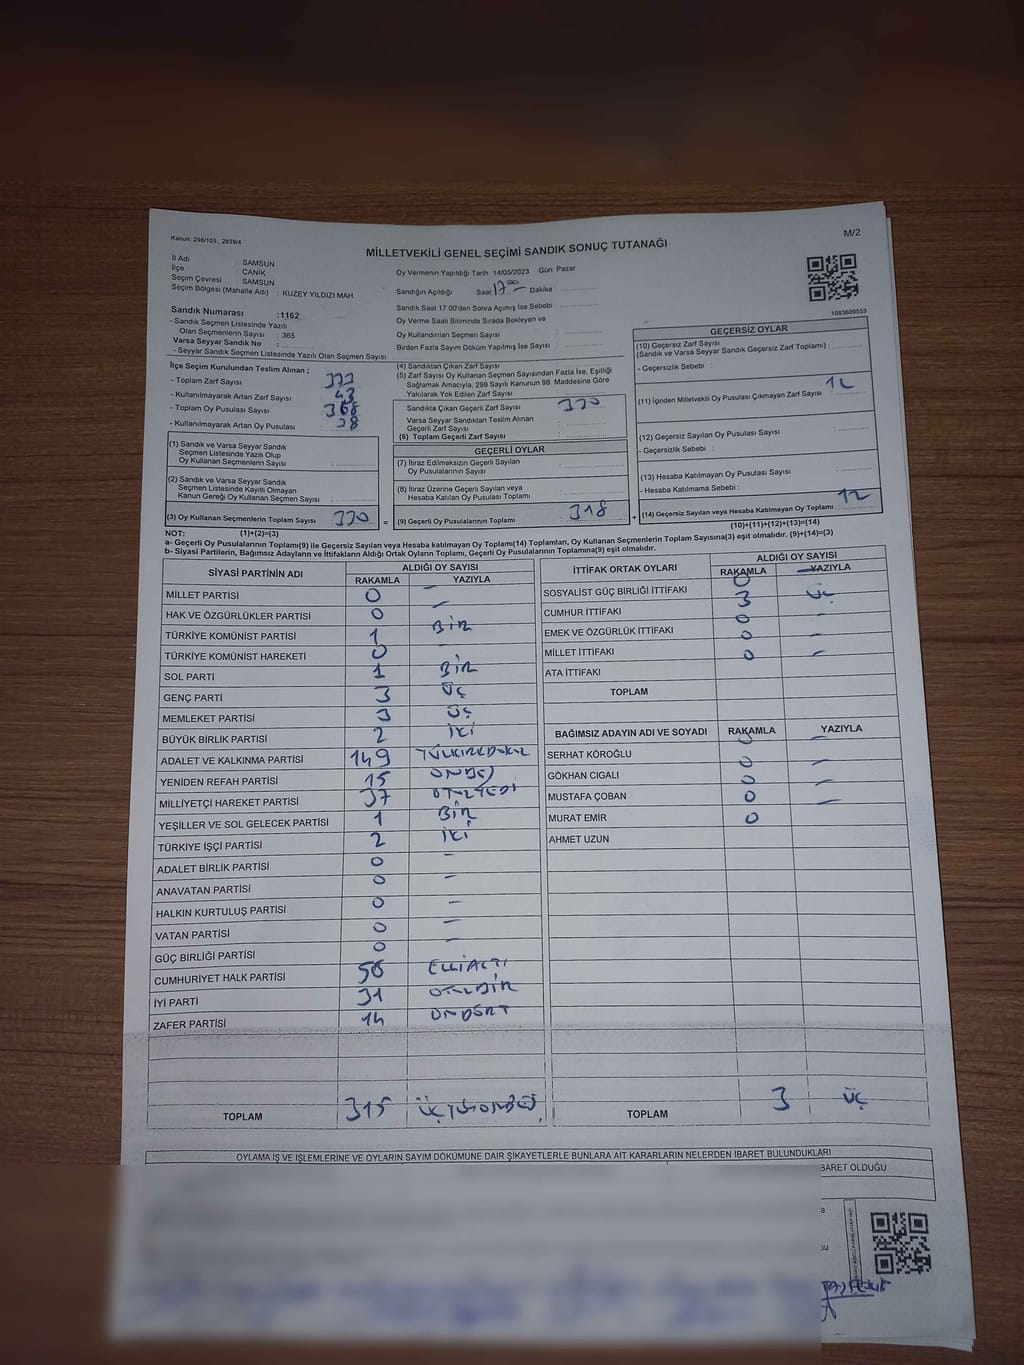 Kanun; 298/105 , 2839/4
M/2
MİLLETVEKİLİ GENEL SEÇİMİ SANDIK SONUÇ TUTANAĞI
İl Adı : SAMSUN
İlçe : CANİK
Seçim Çevresi : SAMSUN
Seçim Bölgesi (Mahalle Adı) : KUZEY YILDIZI MAH.
Oy Vermenin Yapıldığı Tarih 14/05/2023 Gün Pazar
Sandığın Açıldığı Saat 17:00 Dakika
Sandık Saat 17.00'den Sonra Açmış İse Sebebi :
Oy Verme Saati Bitiminde Sırada Bekleyen ve
Oy Kullandırılan Seçmen Sayısı :
Birden Fazla Sayım Döküm Yapılmış İse Sayısı :
1083609553
Sandık Numarası :1162
- Sandık Seçmen Listesinde Yazılı
Olan Seçmenlerin Sayısı : 365
Varsa Seyyar Sandık No :
- Seyyar Sandık Seçmen Listesinde Yazılı Olan Seçmen Sayısı
İlçe Seçim Kurulundan Teslim Alınan ;
- Toplam Zarf Sayısı 373
- Kullanılmayarak Artan Zarf Sayısı : 43
- Toplam Oy Pusulası Sayısı 368
- Kullanılmayarak Artan Oy Pusulası : 38
(1) Sandık ve Varsa Seyyar Sandık
Seçmen Listesinde Yazılı Olup
Oy Kullanan Seçmenlerin Sayısı :
(2) Sandık ve Varsa Seyyar Sandık
Seçmen Listesinde Kayıtlı Olmayan
Kanun Gereği Oy Kullanan Seçmen Sayısı :
(3) Oy Kullanan Seçmenlerin Toplam Sayısı : 330 =
(1)+(2)=(3)
(4) Sandıktan Çıkan Zarf Sayısı
(5) Zarf Sayısı Oy Kullanan Seçmen Sayısından Fazla İse, Eşitliği
Sağlamak Amacıyla, 298 Sayılı Kanunun 98. Maddesine Göre
Yakılarak Yok Edilen Zarf Sayısı
Sandıkta Çıkan Geçerli Zarf Sayısı : 330
Varsa Seyyar Sandıktan Teslim Alınan
Geçerli Zarf Sayısı :
(6) Toplam Geçerli Zarf Sayısı :
GEÇERLİ OYLAR
(7) İtiraz Edilmeksizin Geçerli Sayılan
Oy Pusulalarının Sayısı :
(8) İtiraz Üzerine Geçerli Sayılan veya
Hesaba Katılan Oy Pusulası Toplamı :
(9) Geçerli Oy Pusulalarının Toplamı : 318 +
GEÇERSİZ OYLAR
(10) Geçersiz Zarf Sayısı
(Sandık ve Varsa Seyyar Sandık Geçersiz Zarf Toplamı) :
- Geçersizlik Sebebi :
(11) İçinden Milletvekili Oy Pusulası Çıkmayan Zarf Sayısı : 12
(12) Geçersiz Sayılan Oy Pusulası Sayısı :
- Geçersizlik Sebebi :
(13) Hesaba Katılmayan Oy Pusulası Sayısı :
- Hesaba Katılmama Sebebi :
(14) Geçersiz Sayılan veya Hesaba Katılmayan Oy Toplamı : 12
(10)+(11)+(12)+(13)=(14)
NOT:
a- Geçerli Oy Pusulalarının Toplamı(9) ile Geçersiz Sayılan veya Hesaba Katılmayan Oy Toplamı(14) Toplamları, Oy Kullanan Seçmenlerin Toplam Sayısına(3) eşit olmalıdır. (9)+(14)=(3)
b- Siyasi Partilerin, Bağımsız Adayların ve İttifakların Aldığı Ortak Oyların Toplamı, Geçerli Oy Pusulalarının Toplamına(9) eşit olmalıdır.
SİYASİ PARTİNİN ADI ALDIĞI OY SAYISI
RAKAMLA YAZIYLA
MİLLET PARTİSİ 0 –
HAK VE ÖZGÜRLÜKLER PARTİSİ 0 –
TÜRKİYE KOMÜNİST PARTİSİ 1 BİR
TÜRKİYE KOMÜNİST HAREKETİ 0 –
SOL PARTİ 1 BİR
GENÇ PARTİ 3 ÜÇ
MEMLEKET PARTİSİ 3 ÜÇ
BÜYÜK BİRLİK PARTİSİ 2 İKİ
ADALET VE KALKINMA PARTİSİ 149 YÜZKIRKDOKUZ
YENİDEN REFAH PARTİSİ 15 ONBEŞ
MİLLİYETÇİ HAREKET PARTİSİ 37 OTUZYEDİ
YEŞİLLER VE SOL GELECEK PARTİSİ 1 BİR
TÜRKİYE İŞÇİ PARTİSİ 2 İKİ
ADALET BİRLİK PARTİSİ 0 –
ANAVATAN PARTİSİ 0 –
HALKIN KURTULUŞ PARTİSİ 0 –
VATAN PARTİSİ 0 –
GÜÇ BİRLİĞİ PARTİSİ 0 –
CUMHURİYET HALK PARTİSİ 56 ELLİALTI
İYİ PARTİ 31 OTUZBİR
ZAFER PARTİSİ 14 ONDÖRT
TOPLAM 315 ÜÇYÜZONBEŞ
İTTİFAK ORTAK OYLARI ALDIĞI OY SAYISI
RAKAMLA YAZIYLA
SOSYALİST GÜÇ BİRLİĞİ İTTİFAKI 0 –
CUMHUR İTTİFAKI 3 ÜÇ
EMEK VE ÖZGÜRLÜK İTTİFAKI 0 –
MİLLET İTTİFAKI 0 –
ATA İTTİFAKI 0 –
TOPLAM
BAĞIMSIZ ADAYIN ADI VE SOYADI RAKAMLA YAZIYLA
SERHAT KÖROĞLU 0 –
GÖKHAN CIGALI 0 –
MUSTAFA ÇOBAN 0 –
MURAT EMİR 0 –
AHMET UZUN 0
TOPLAM 3 ÜÇ
OYLAMA İŞ VE İŞLEMLERİNE VE OYLARIN SAYIM DÖKÜMÜNE DAİR ŞİKAYETLERLE BUNLARA AİT KARARLARIN NELERDEN İBARET BULUNDUKLARI
BARET OLDUĞU